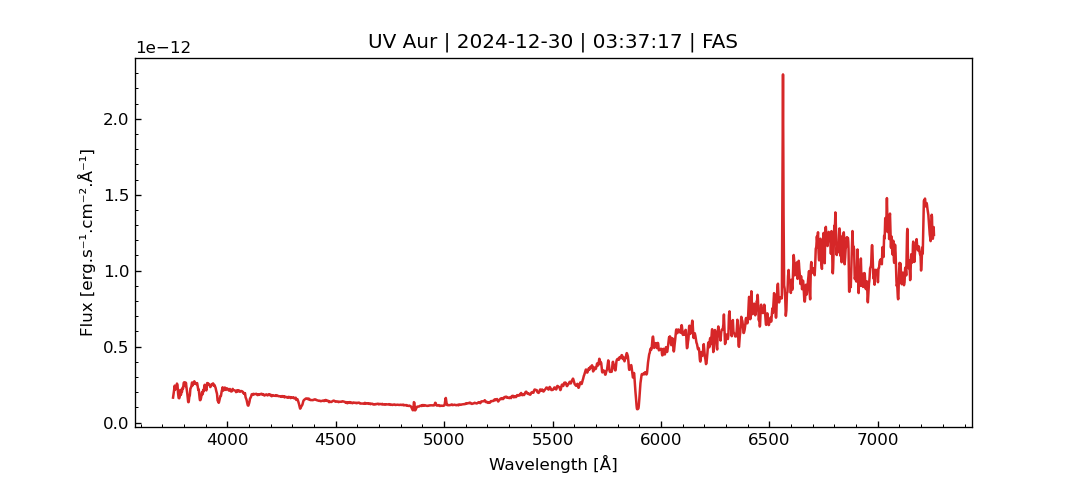 UV Aur | 2024-12-30 | 03:37:17 | FAS
1e−12
2.0
1.5
1.0
0.5
0.0
Flux [erg.s⁻¹.cm⁻².Å⁻¹]
4000 4500 5000 5500 6000 6500 7000
Wavelength [Å]